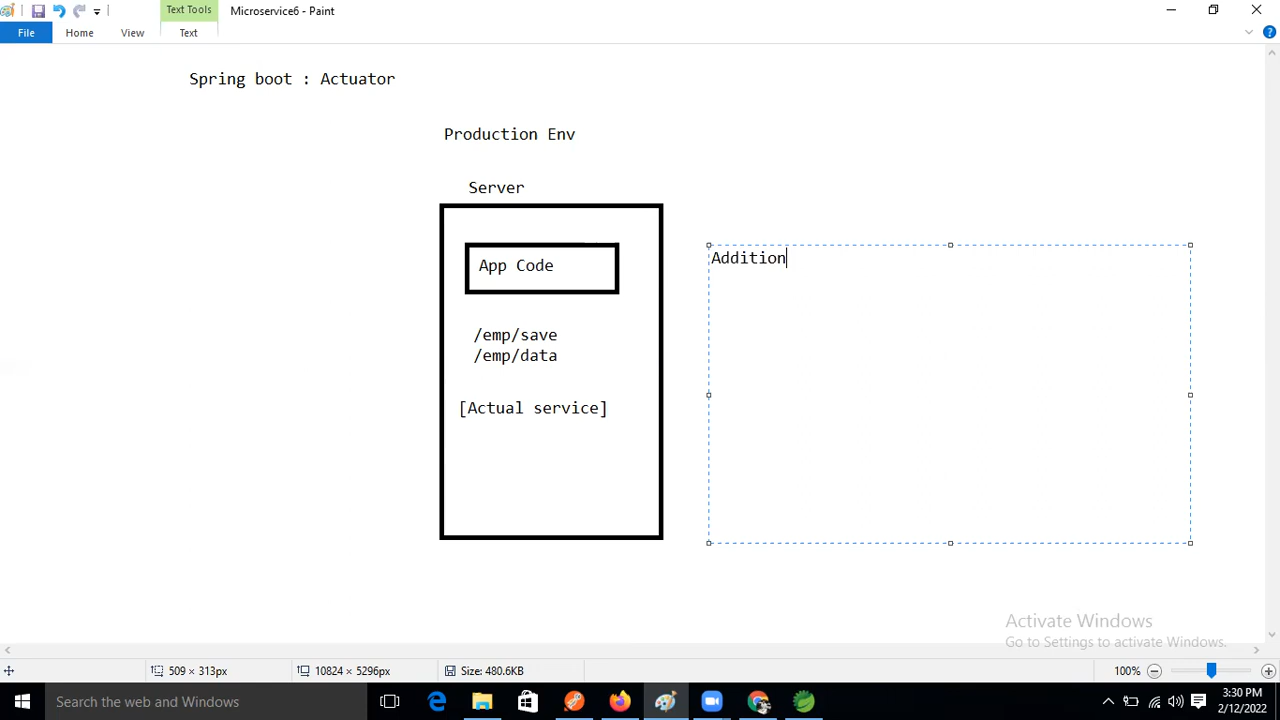 Text Tools
Microservice6 - Paint
File
Home
View
Text
Spring boot : Actuator
Production Env
Server
App Code
/emp/save
/emp/data
[Actual service]
Addition
Activate Windows
Go to Settings to activate Windows.
509 × 313px
10824 × 5296px
Size: 480.6KB
100%
Search the web and Windows
3:30 PM
2/12/2022